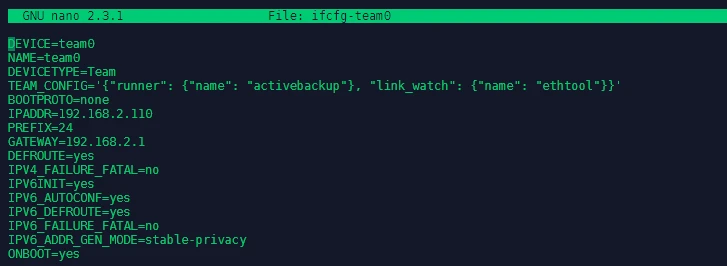 GNU nano 2.3.1 File: ifcfg-team0
DEVICE=team0
NAME=team0
DEVICETYPE=Team
TEAM_CONFIG='{"runner": {"name": "activebackup"}, "link_watch": {"name": "ethtool"}}'
BOOTPROTO=none
IPADDR=192.168.2.110
PREFIX=24
GATEWAY=192.168.2.1
DEFROUTE=yes
IPV4_FAILURE_FATAL=no
IPV6INIT=yes
IPV6_AUTOCONF=yes
IPV6_DEFROUTE=yes
IPV6_FAILURE_FATAL=no
IPV6_ADDR_GEN_MODE=stable-privacy
ONBOOT=yes